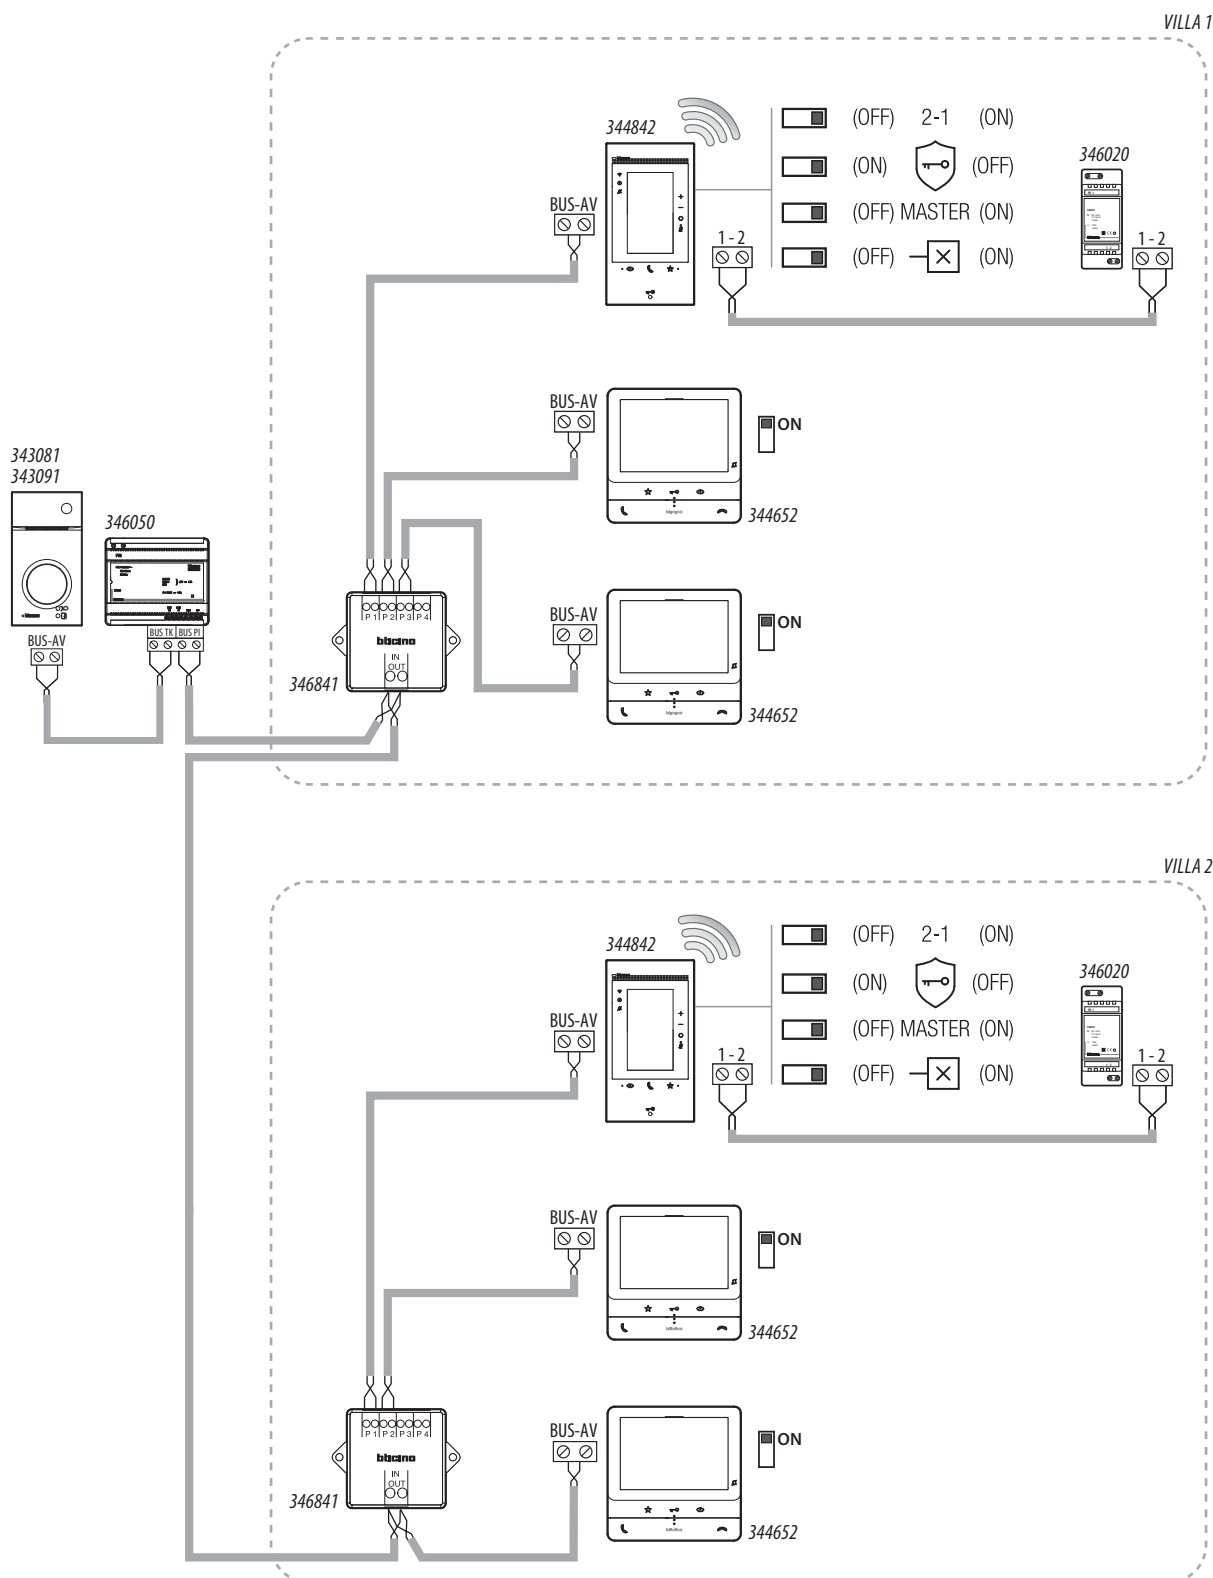 VILLA 1
344842
(OFF) 2-1 (ON)
(ON) (OFF)
(OFF) MASTER (ON)
(OFF) (ON)
346020
BUS-AV
1 - 2
1 - 2
BUS-AV
ON
344652
343081
343091
346050
BUS-AV
BUS TK BUS PI
P 1 P 2 P 3 P 4
bticino
IN
OUT
346841
BUS-AV
ON
344652
VILLA 2
344842
(OFF) 2-1 (ON)
(ON) (OFF)
(OFF) MASTER (ON)
(OFF) (ON)
346020
BUS-AV
1 - 2
1 - 2
BUS-AV
ON
344652
P 1 P 2 P 3 P 4
bticino
IN
OUT
346841
BUS-AV
ON
344652